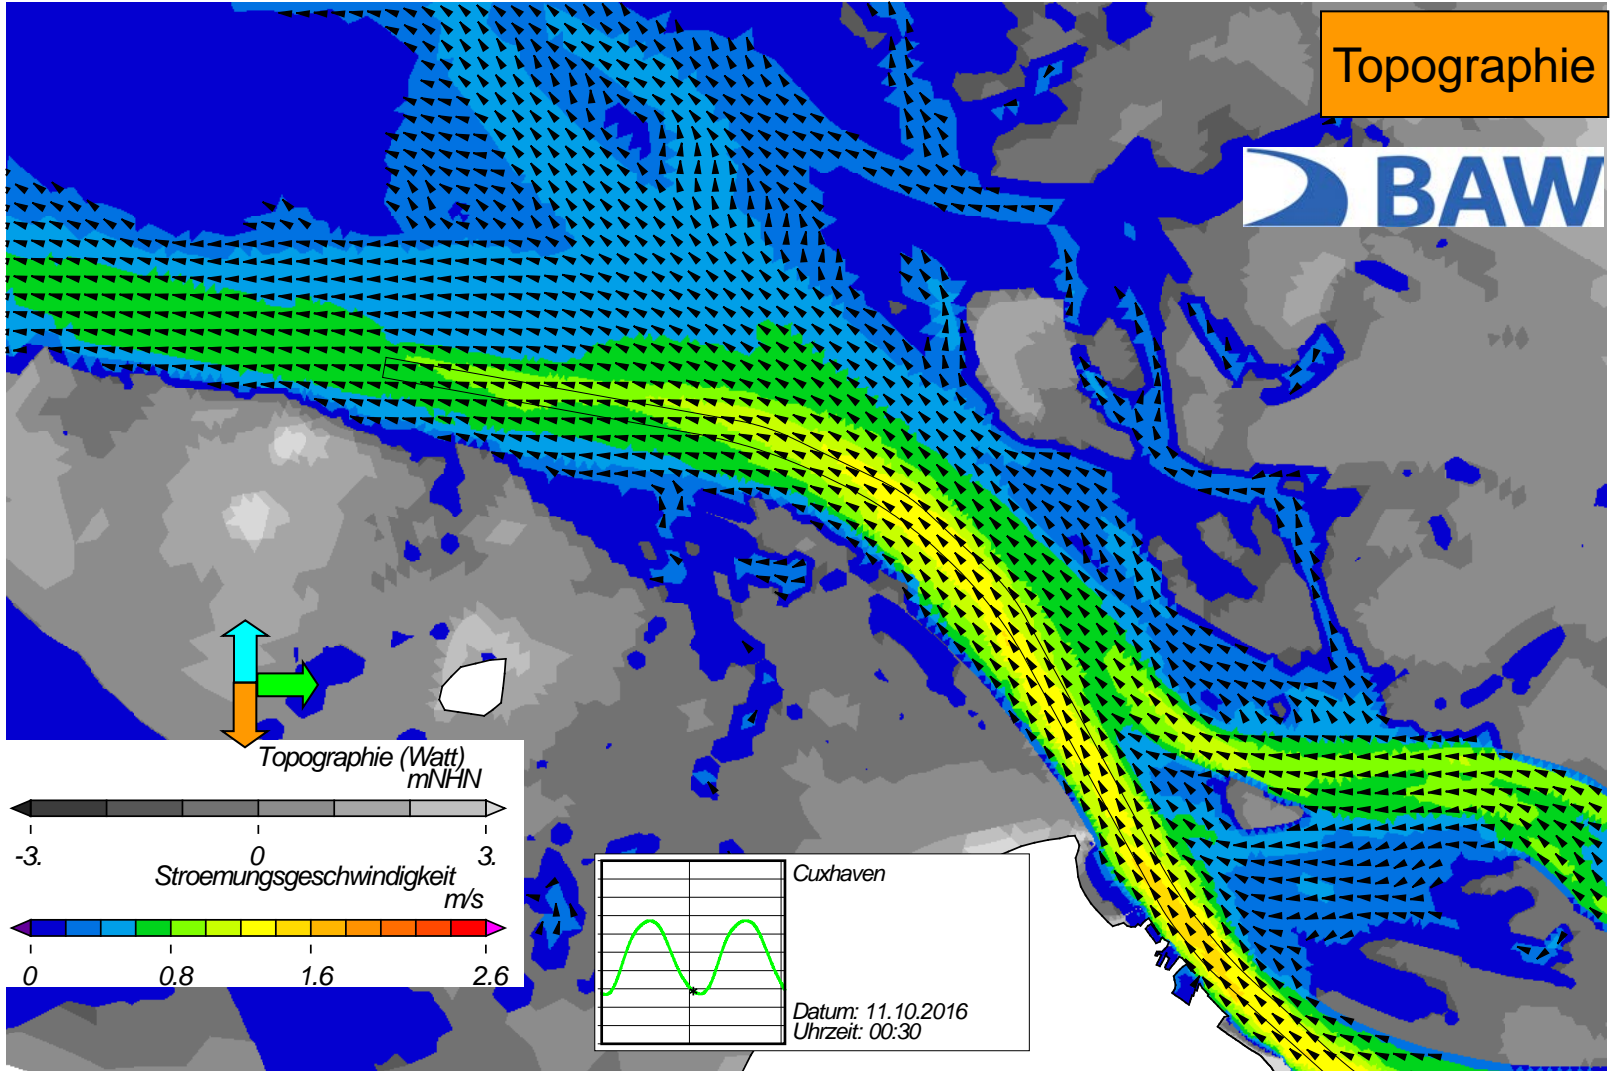 Topographie
BAW
Topographie (Watt)
mNHN
-3. 0 3.
Stroemungsgeschwindigkeit
m/s
0 0.8 1.6 2.6
Cuxhaven
Datum: 11.10.2016
Uhrzeit: 00:30